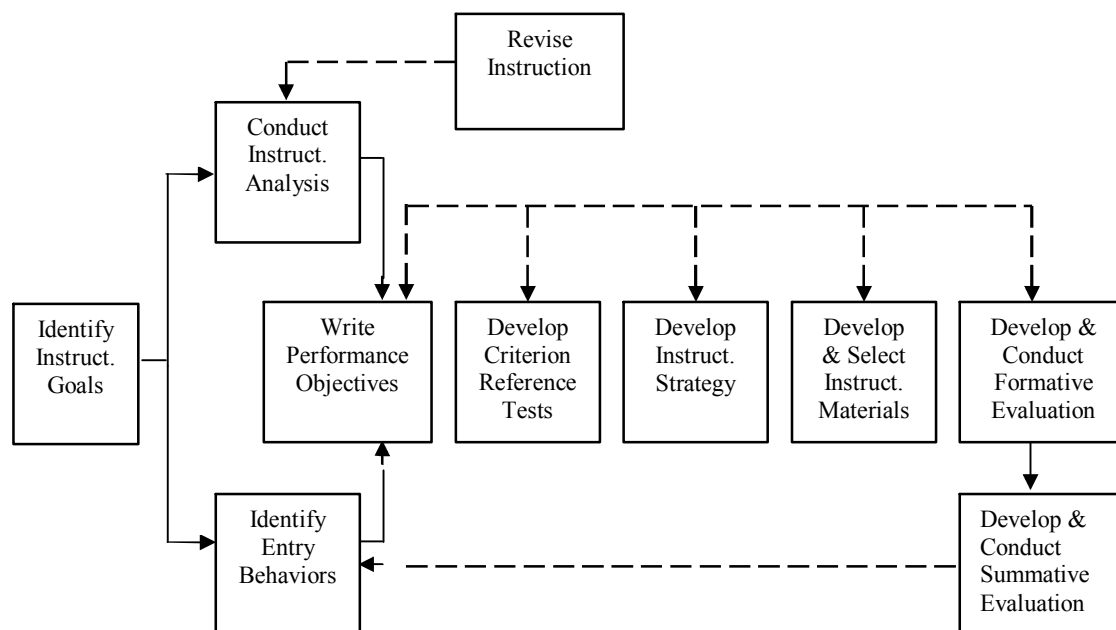 Revise
Instruction
Conduct
Instruct.
Analysis
Identify
Instruct.
Goals
Write
Performance
Objectives
Develop
Criterion
Reference
Tests
Develop
Instruct.
Strategy
Develop
& Select
Instruct.
Materials
Develop &
Conduct
Formative
Evaluation
Identify
Entry
Behaviors
Develop &
Conduct
Summative
Evaluation